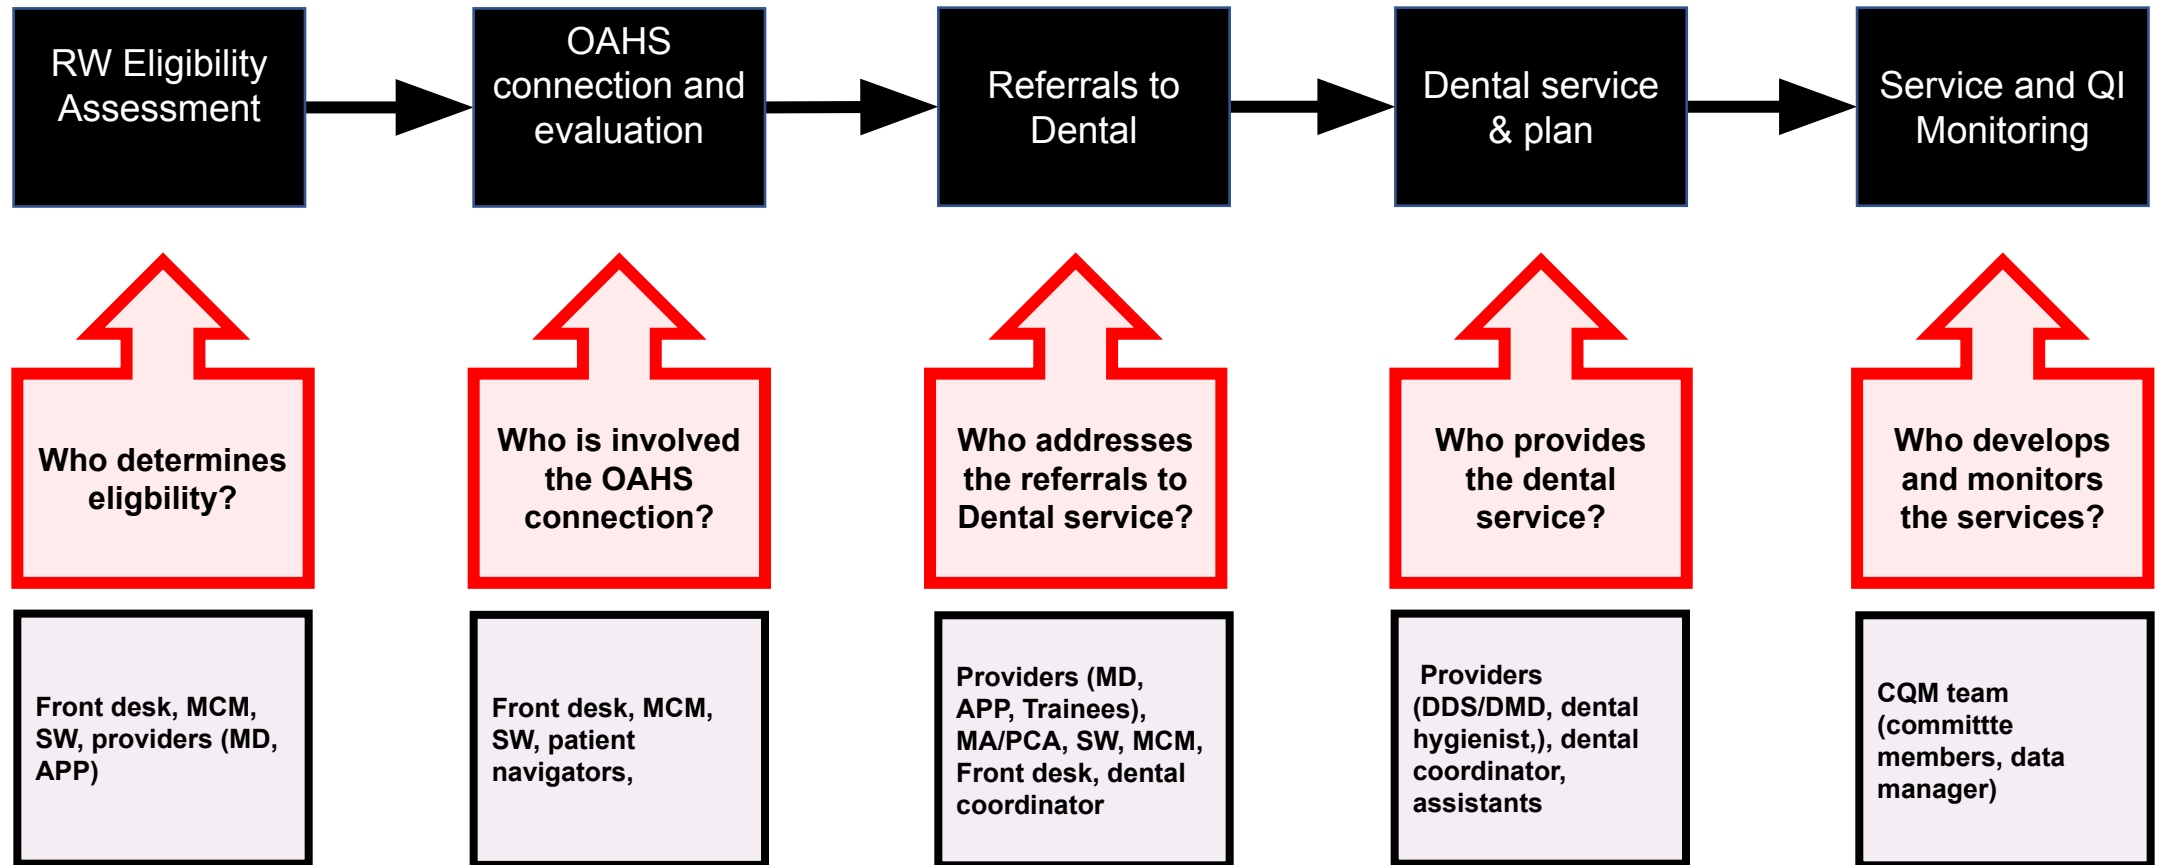 RW Eligibility
Assessment
OAHS
connection and
evaluation
Referrals to
Dental
Dental service
& plan
Service and QI
Monitoring
Who determines
eligbility?
Who is involved
the OAHS
connection?
Who addresses
the referrals to
Dental service?
Who provides
the dental
service?
Who develops
and monitors
the services?
Front desk, MCM,
SW, providers (MD,
APP)
Front desk, MCM,
SW, patient
navigators,
Providers (MD,
APP, Trainees),
MA/PCA, SW, MCM,
Front desk, dental
coordinator
Providers
(DDS/DMD, dental
hygienist,), dental
coordinator,
assistants
CQM team
(committte
members, data
manager)